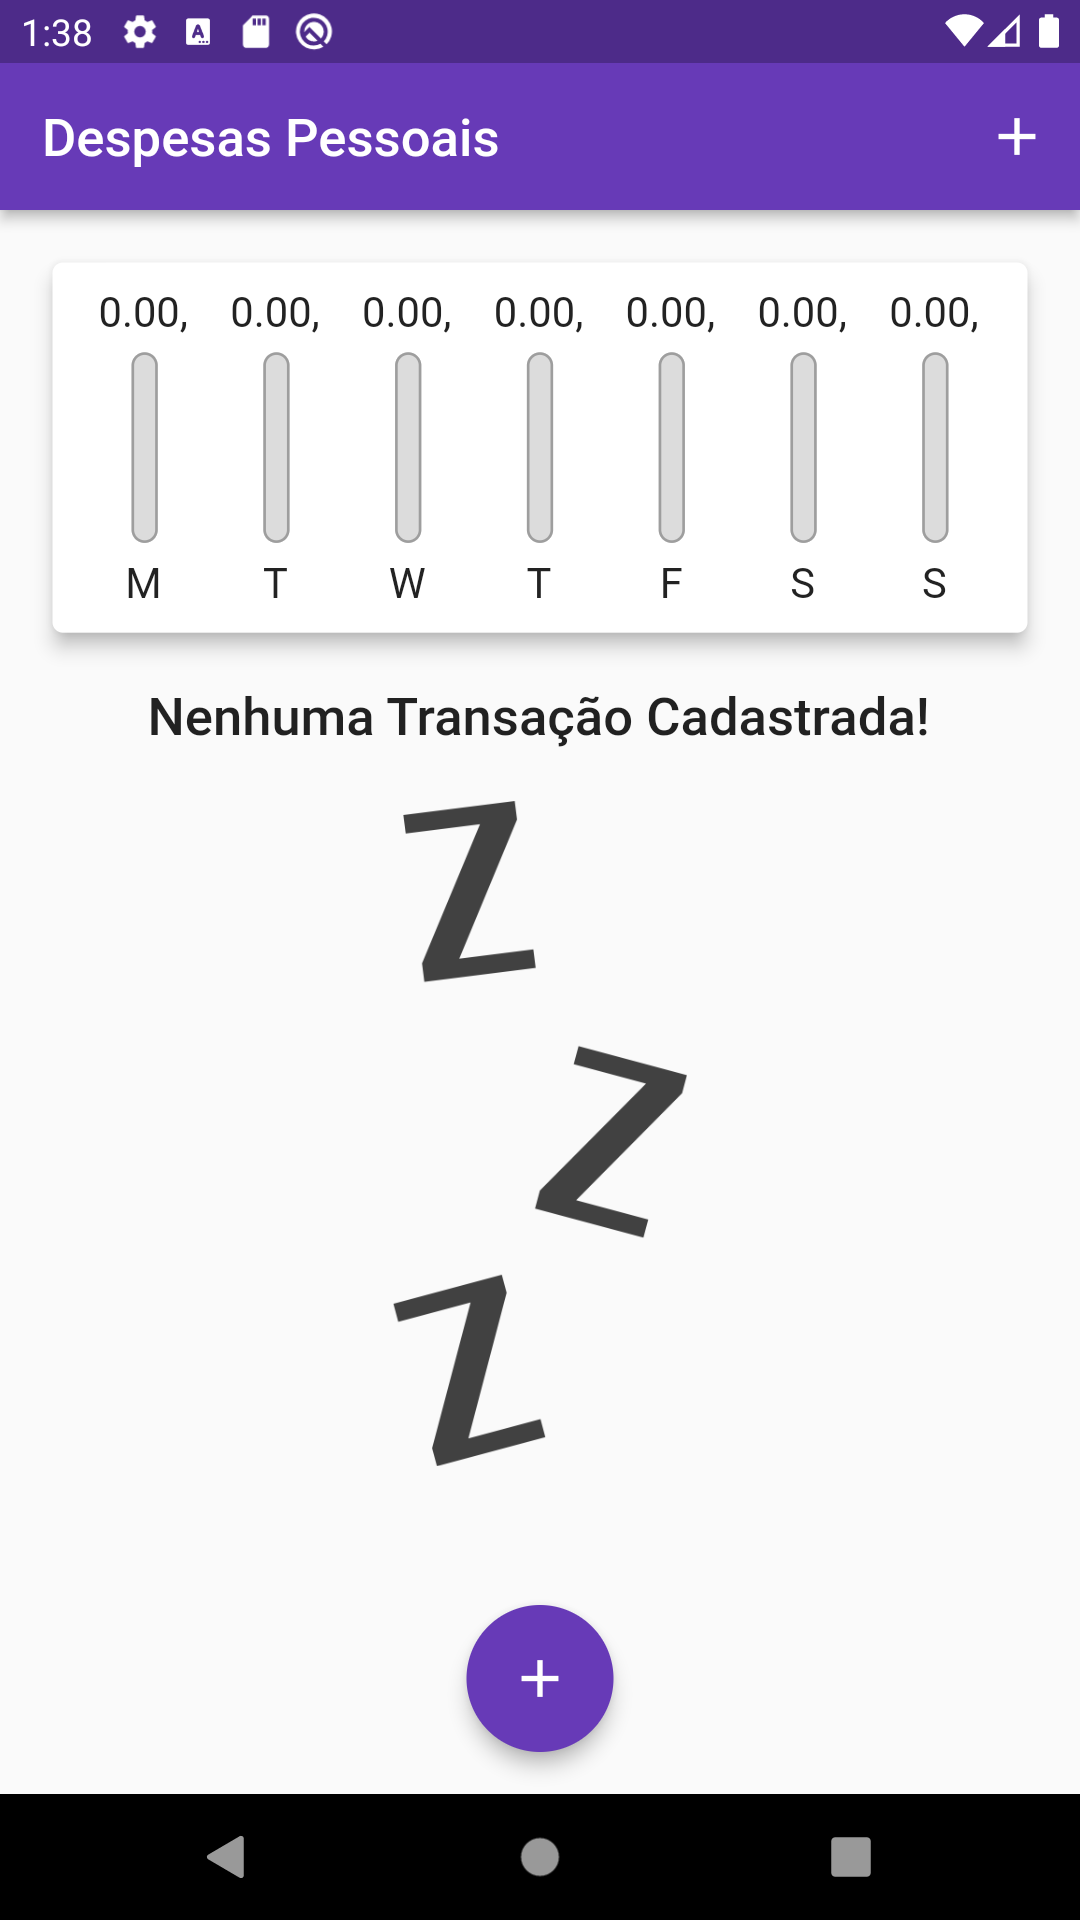 1:38
Despesas Pessoais
0.00, 0.00, 0.00, 0.00, 0.00, 0.00, 0.00,
M T W T F S S
Nenhuma Transação Cadastrada!
Z
Z
Z